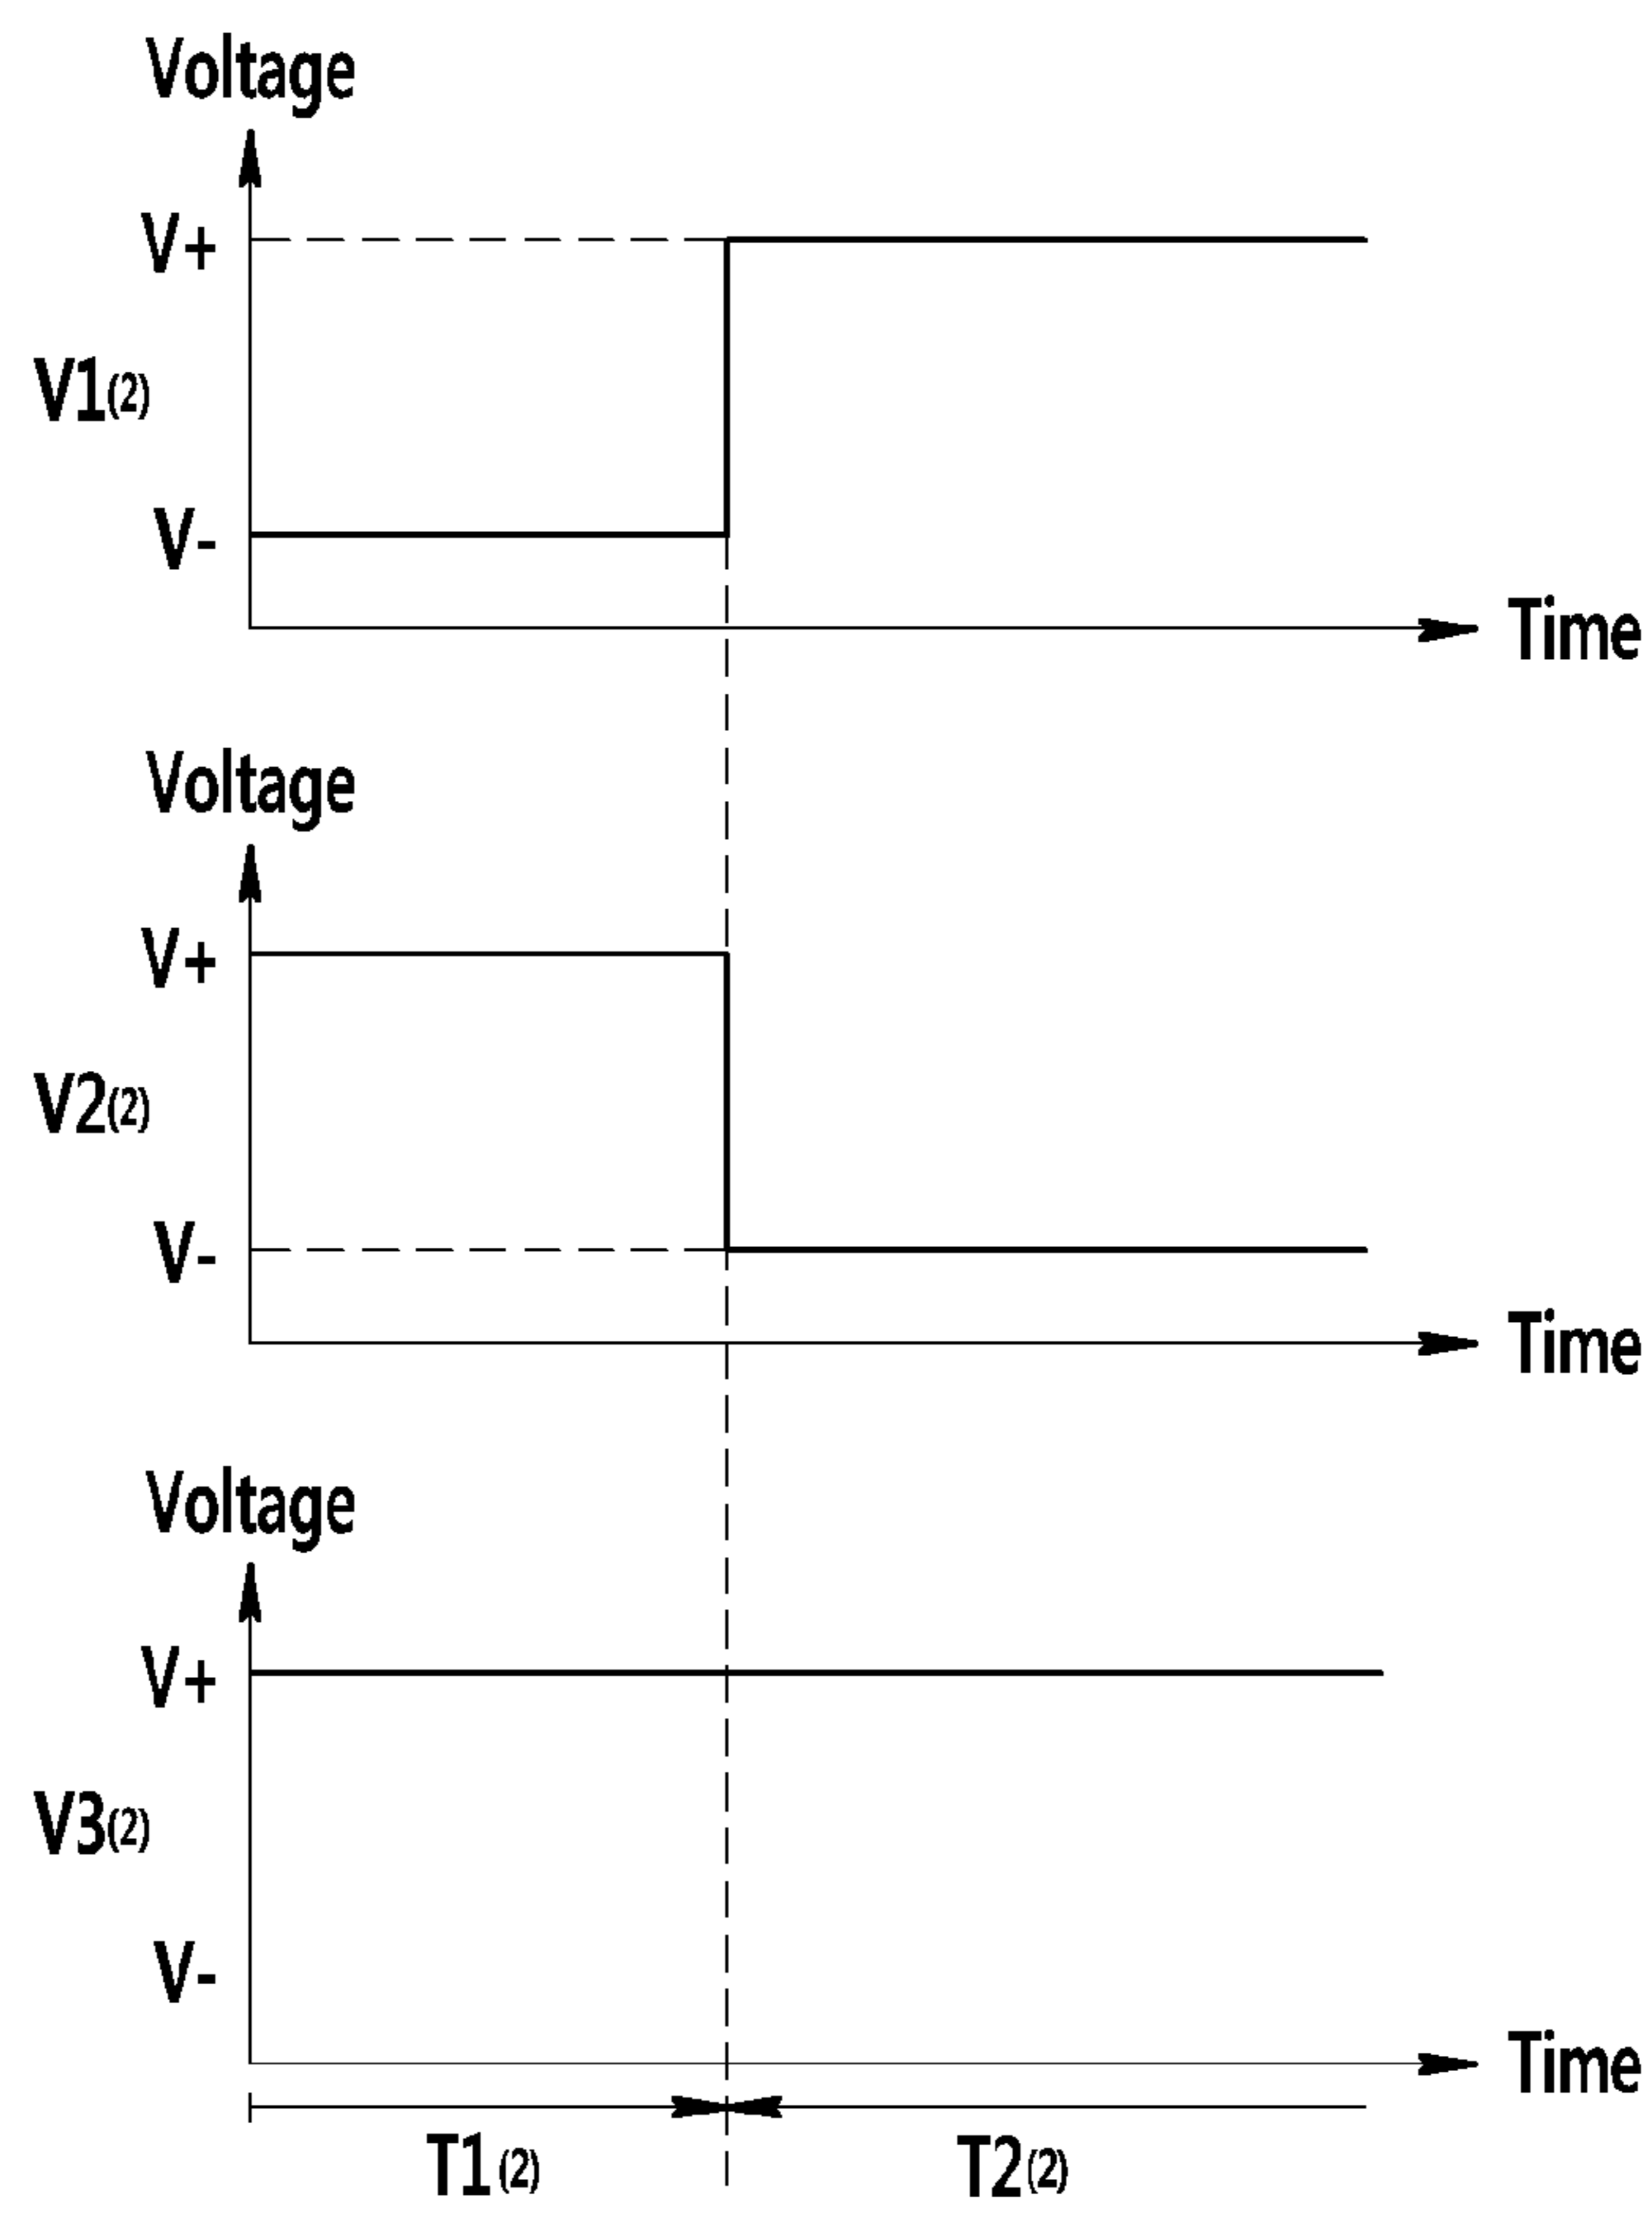 Voltage
V+
V1(2)
V-
Time
Voltage
V+
V2(2)
V-
Time
Voltage
V+
V3(2)
V-
Time
T1(2) T2(2)